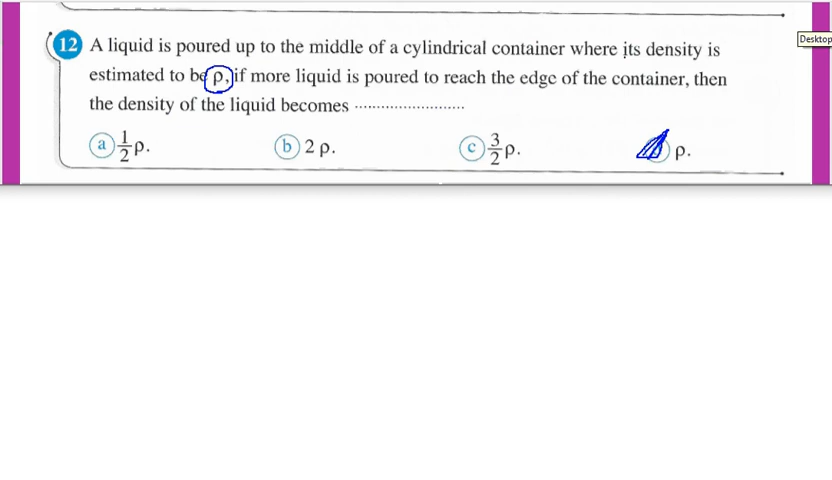 12 A liquid is poured up to the middle of a cylindrical container where its density is
estimated to be ρ, if more liquid is poured to reach the edge of the container, then
the density of the liquid becomes ........................
a 1/2 ρ. b 2 ρ. c 3/2 ρ. ρ.
Desktop